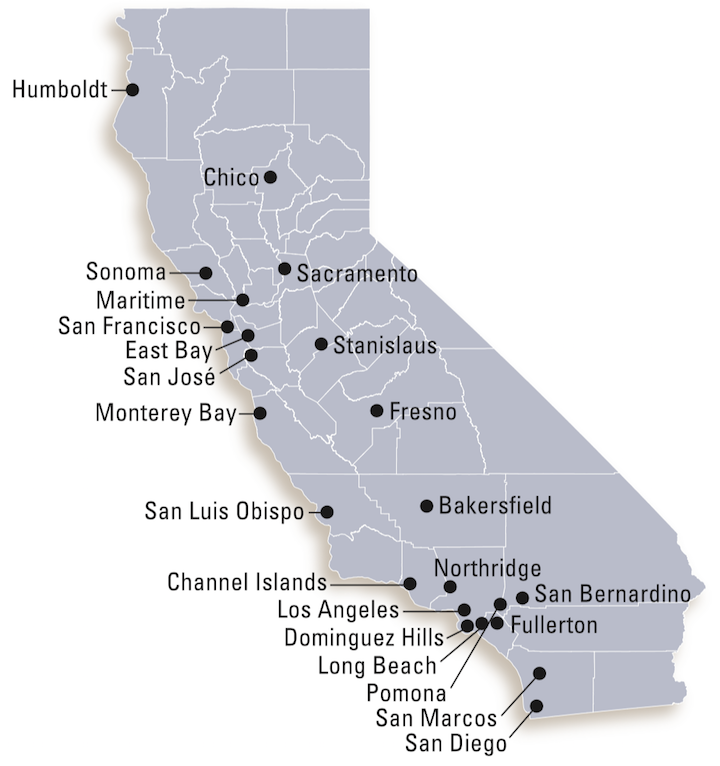 Humboldt
Chico
Sonoma
Sacramento
Maritime
San Francisco
East Bay
Stanislaus
San José
Monterey Bay
Fresno
San Luis Obispo
Bakersfield
Northridge
Channel Islands
San Bernardino
Los Angeles
Fullerton
Dominguez Hills
Long Beach
Pomona
San Marcos
San Diego